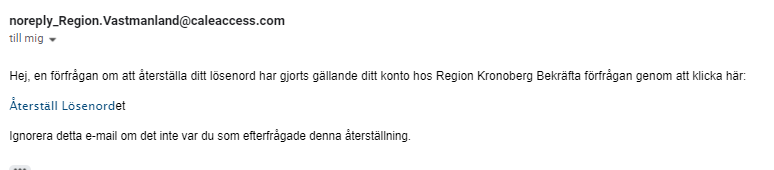 noreply_Region.Vastmanland@caleaccess.com
till mig
Hej, en förfrågan om att återställa ditt lösenord har gjorts gällande ditt konto hos Region Kronoberg Bekräfta förfrågan genom att klicka här:
Återställ Lösenordet
Ignorera detta e-mail om det inte var du som efterfrågade denna återställning.